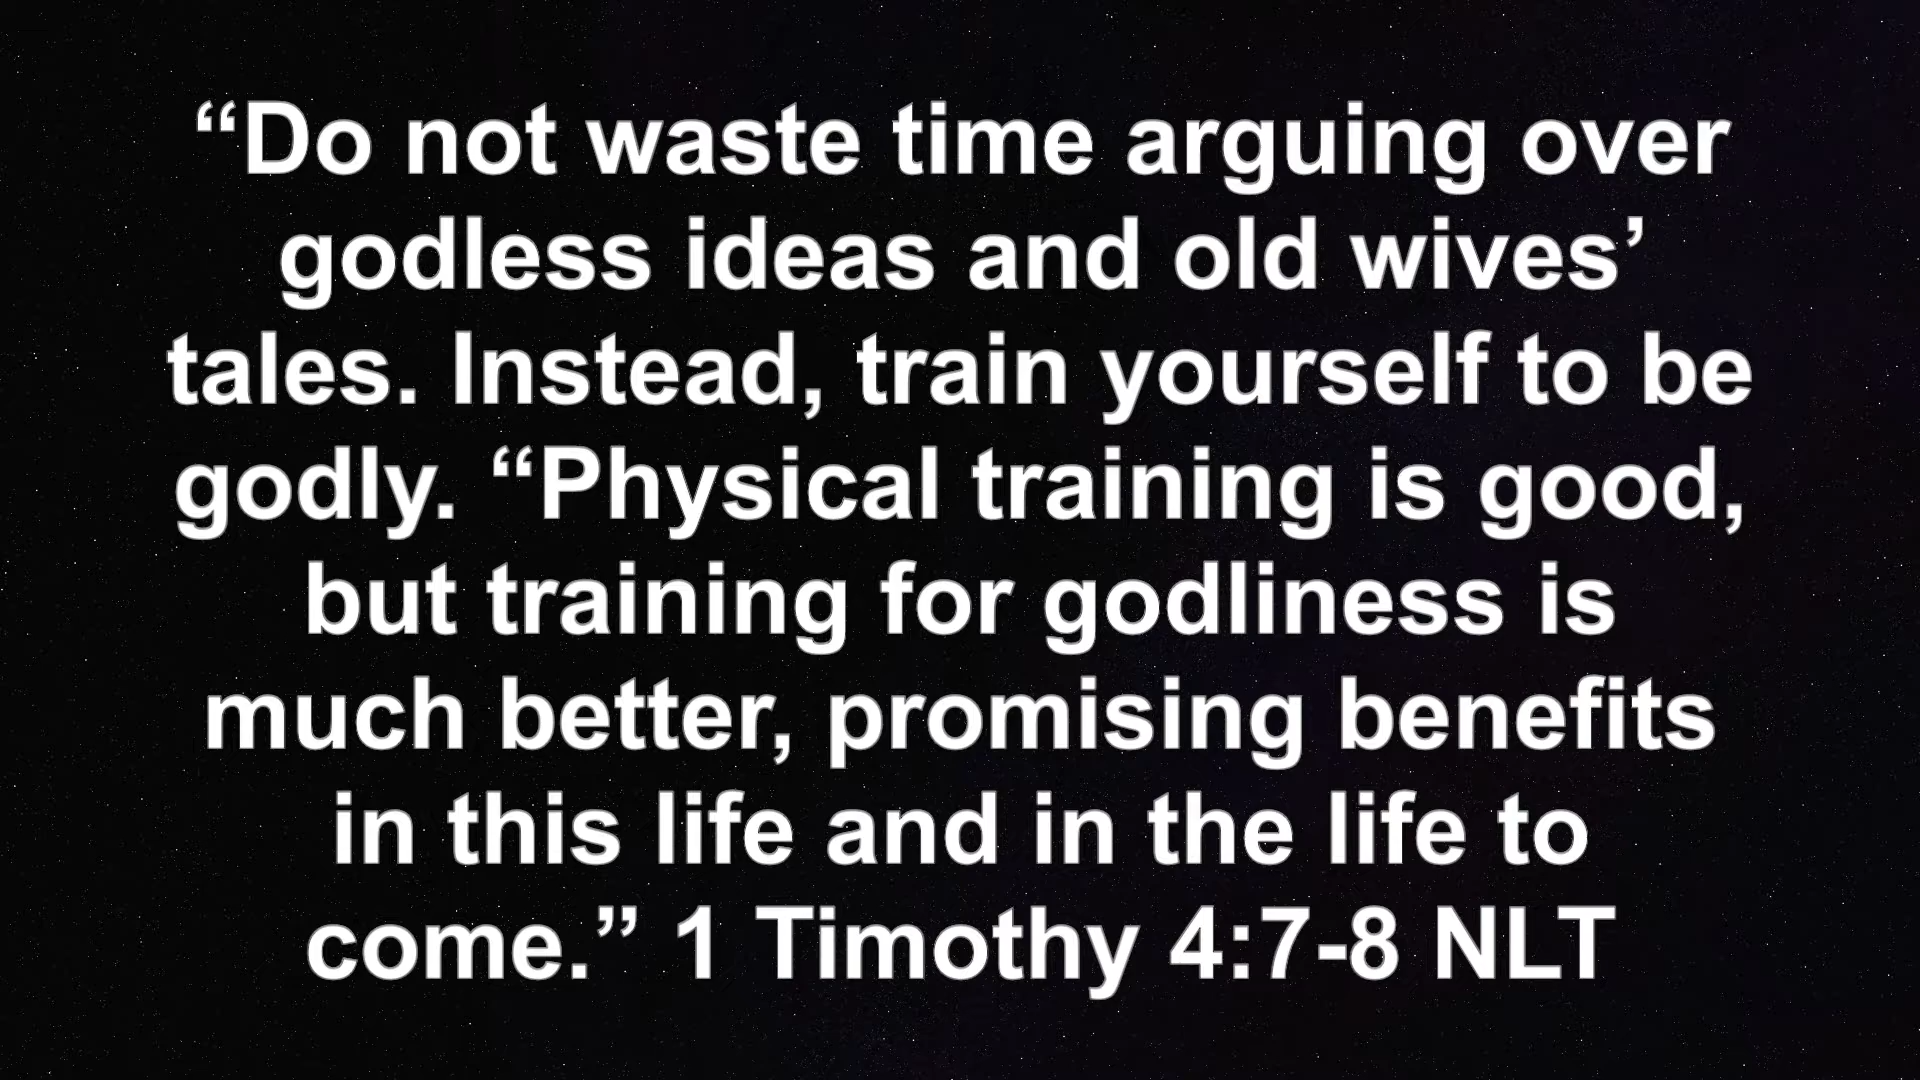 “Do not waste time arguing over
godless ideas and old wives’
tales. Instead, train yourself to be
godly. “Physical training is good,
but training for godliness is
much better, promising benefits
in this life and in the life to
come.” 1 Timothy 4:7-8 NLT